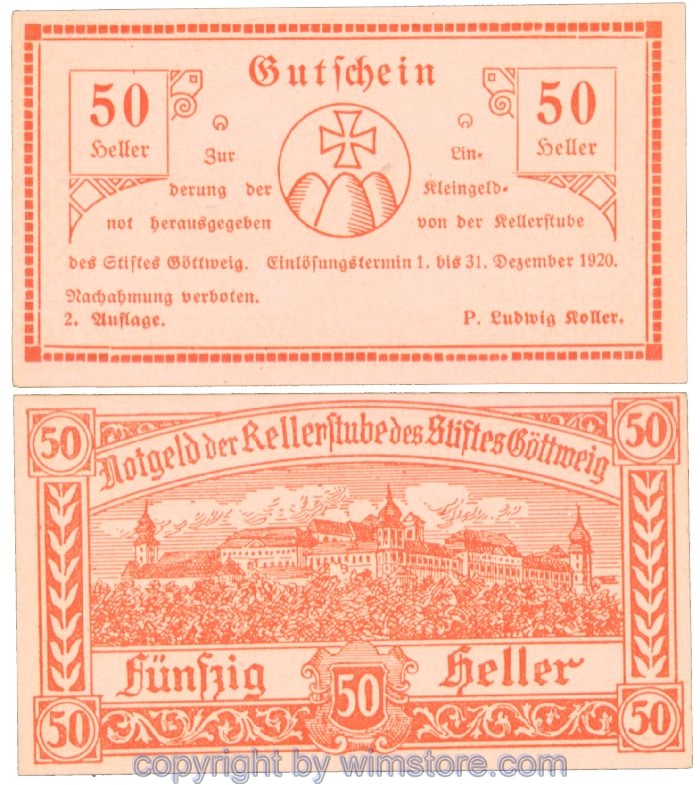 Gutschein
50 Heller
50 Heller
Zur Lin-
derung der Kleingeld-
not herausgegeben von der Kellerstube
des Stiftes Göttweig. Einlösungstermin 1. bis 31. Dezember 1920.
Nachahmung verboten.
2. Auflage. P. Ludwig Koller.
50 50
Notgeld der Kellerstube des Stiftes Göttweig
Fünfzig 50 Heller
50 50
copyright by wimstore.com